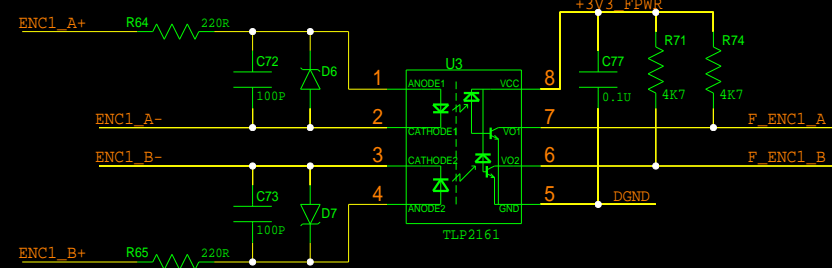 +3V3_FPWR
ENC1_A+ R64 220R
R71 R74
U3
C72 D6 C77
1 ANODE1 VCC 8
100P 0.1U 4K7 4K7
ENC1_A- 2 CATHODE1 VO1 7 F_ENC1_A
ENC1_B- 3 CATHODE2 VO2 6 F_ENC1_B
C73 4 ANODE2 GND 5 DGND
D7
100P TLP2161
ENC1_B+ R65 220R